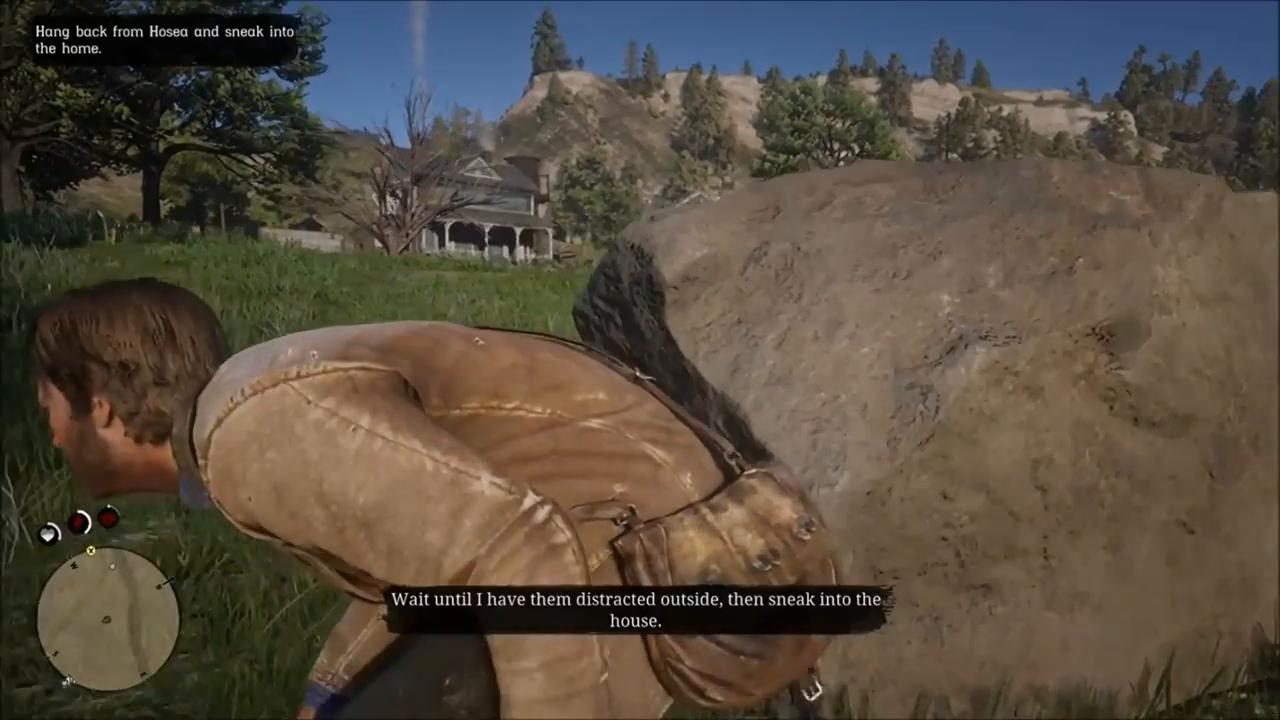 Hang back from Hosea and sneak into
the home.
Wait until I have them distracted outside, then sneak into the
house.